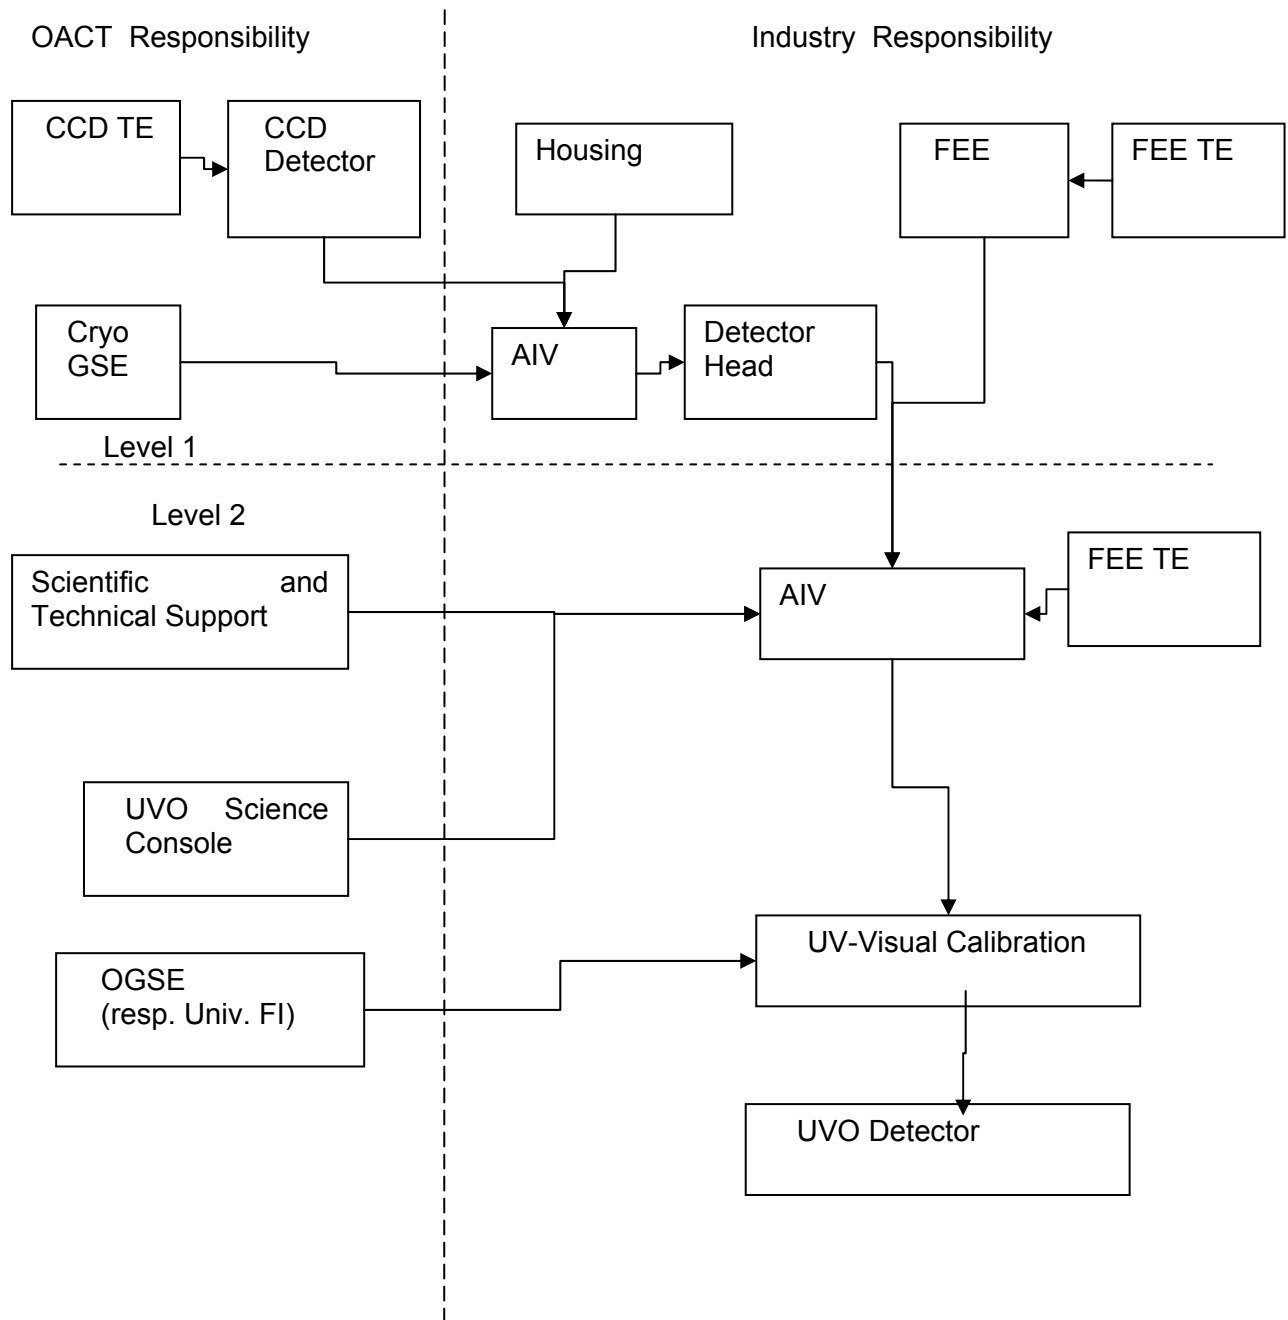 OACT Responsibility
Industry Responsibility
CCD TE
CCD
Detector
Housing
FEE
FEE TE
Cryo
GSE
AIV
Detector
Head
Level 1
Level 2
Scientific and
Technical Support
AIV
FEE TE
UVO Science
Console
UV-Visual Calibration
OGSE
(resp. Univ. FI)
UVO Detector